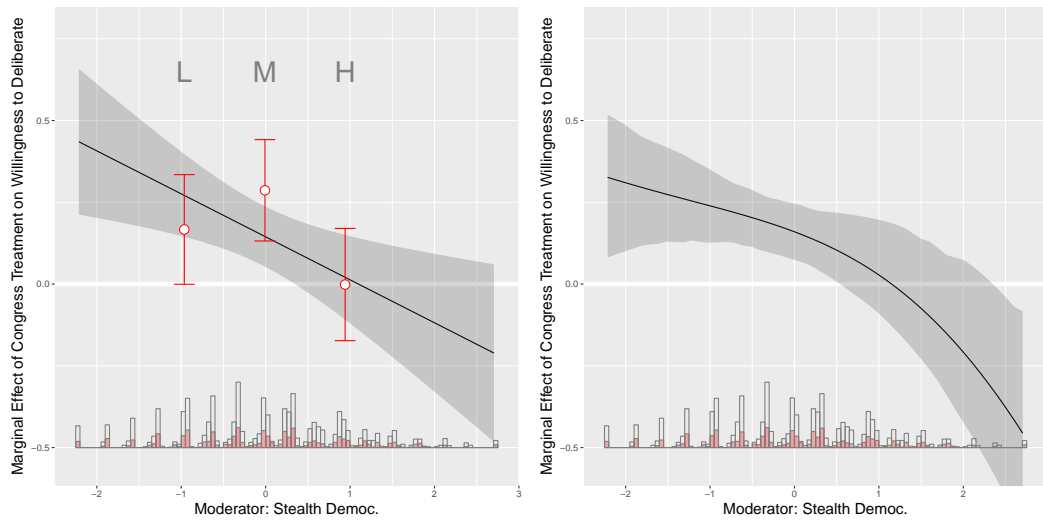 Marginal Effect of Congress Treatment on Willingness to Deliberate
L M H
0.5
0.0
−0.5
−2 −1 0 1 2 3
Moderator: Stealth Democ.
Marginal Effect of Congress Treatment on Willingness to Deliberate
0.5
0.0
−0.5
−2 −1 0 1 2
Moderator: Stealth Democ.